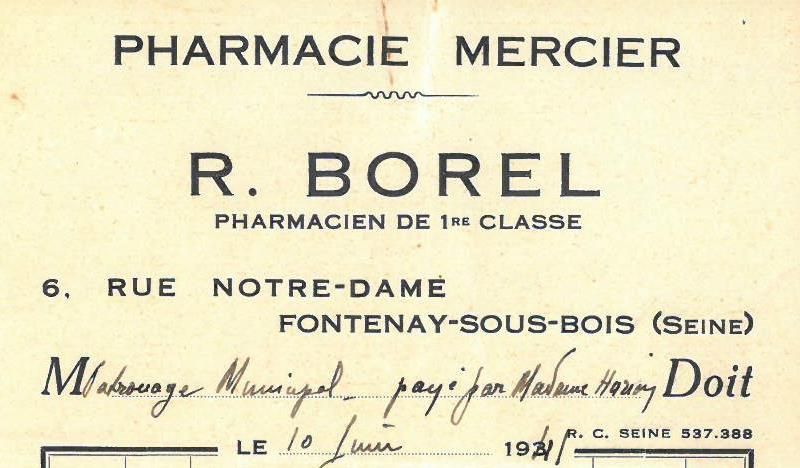 PHARMACIE MERCIER
R. BOREL
PHARMACIEN DE 1RE CLASSE
6, RUE NOTRE-DAME
FONTENAY-SOUS-BOIS (SEINE)
M Patronage Municipal - payé par Madame Doit
R. C. SEINE 537.388
LE 10 Juin 1941